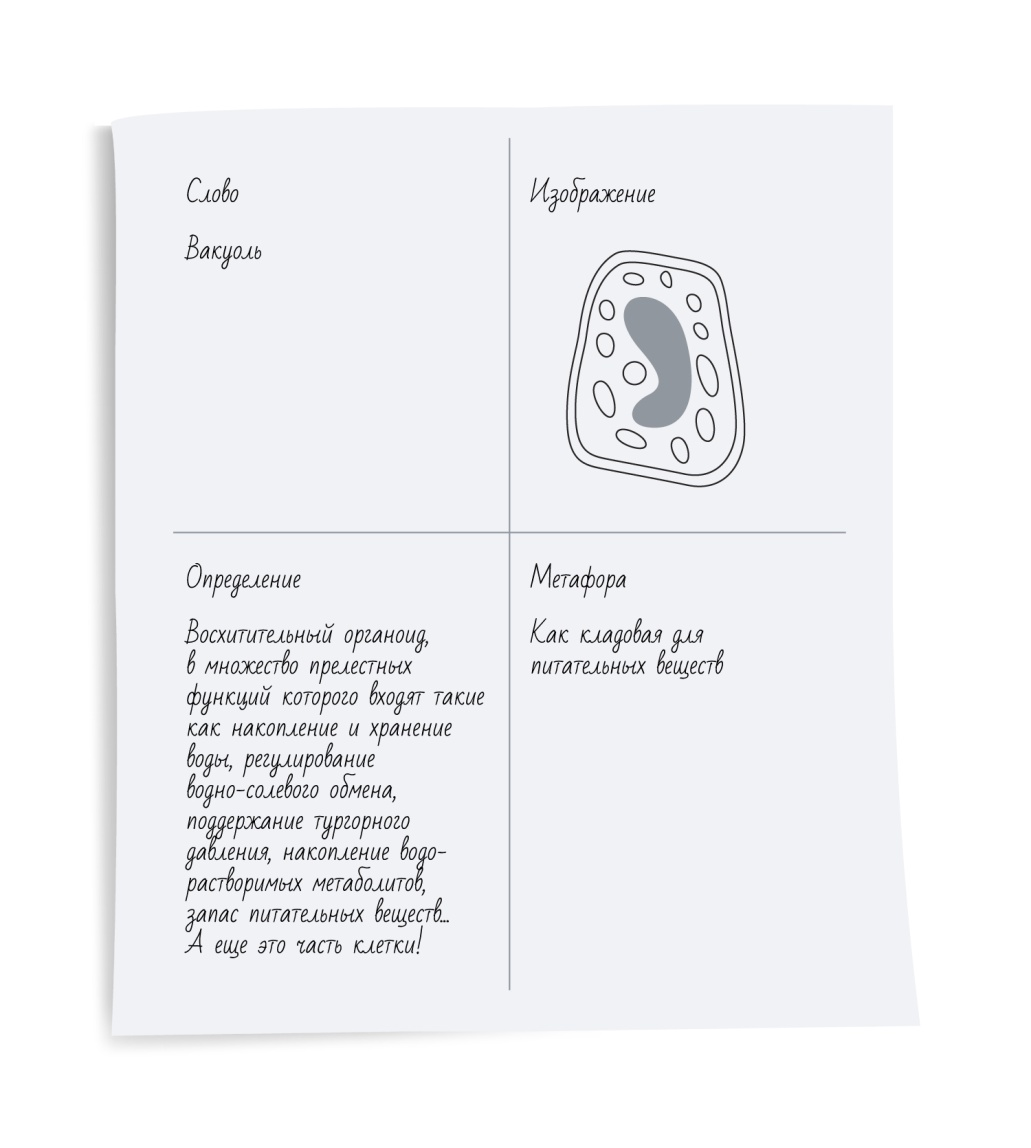 Слово
Вакуоль
Изображение
Определение
Восхитительный органоид,
в множество прелестных
функций которого входят такие
как накопление и хранение
воды, регулирование
водно-солевого обмена,
поддержание тургорного
давления, накопление водо-
растворимых метаболитов,
запас питательных веществ...
А еще это часть клетки!
Метафора
Как кладовая для
питательных веществ